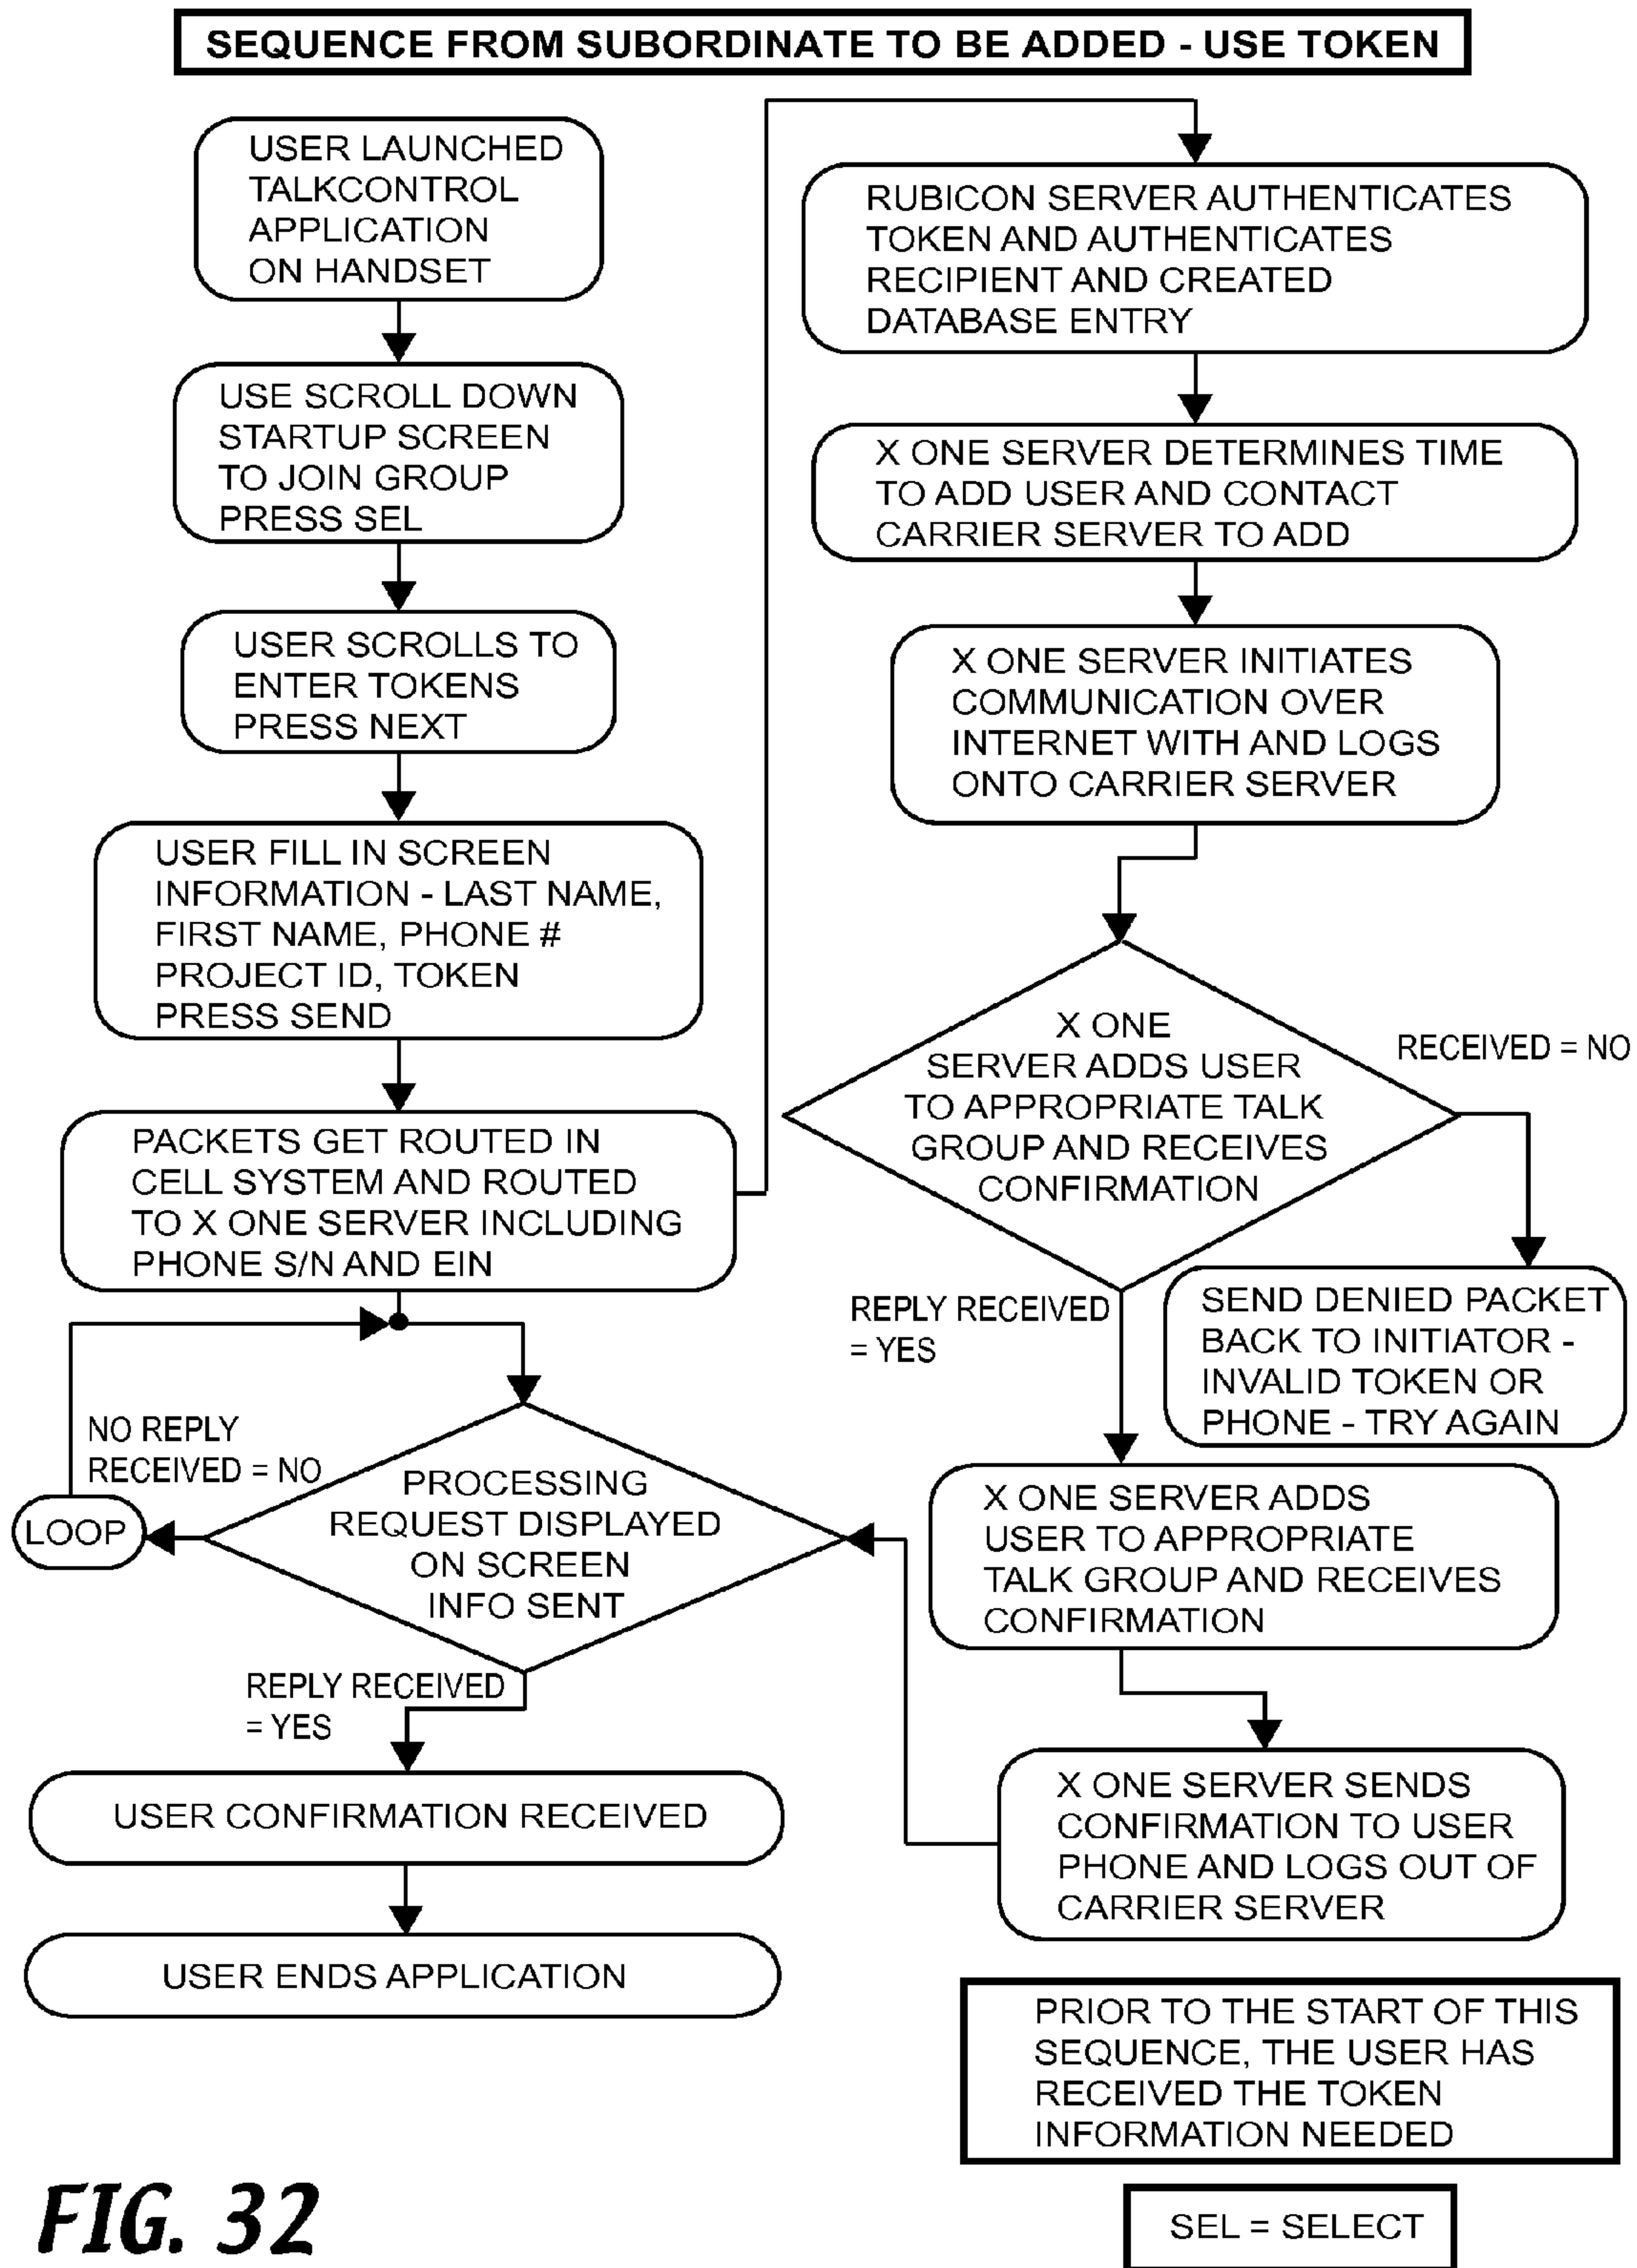 SEQUENCE FROM SUBORDINATE TO BE ADDED - USE TOKEN
USER LAUNCHED
TALKCONTROL
APPLICATION
ON HANDSET
USE SCROLL DOWN
STARTUP SCREEN
TO JOIN GROUP
PRESS SEL
USER SCROLLS TO
ENTER TOKENS
PRESS NEXT
USER FILL IN SCREEN
INFORMATION - LAST NAME,
FIRST NAME, PHONE #
PROJECT ID, TOKEN
PRESS SEND
PACKETS GET ROUTED IN
CELL SYSTEM AND ROUTED
TO X ONE SERVER INCLUDING
PHONE S/N AND EIN
NO REPLY
RECEIVED = NO
LOOP
PROCESSING
REQUEST DISPLAYED
ON SCREEN
INFO SENT
REPLY RECEIVED
= YES
USER CONFIRMATION RECEIVED
USER ENDS APPLICATION
RUBICON SERVER AUTHENTICATES
TOKEN AND AUTHENTICATES
RECIPIENT AND CREATED
DATABASE ENTRY
X ONE SERVER DETERMINES TIME
TO ADD USER AND CONTACT
CARRIER SERVER TO ADD
X ONE SERVER INITIATES
COMMUNICATION OVER
INTERNET WITH AND LOGS
ONTO CARRIER SERVER
X ONE
SERVER ADDS USER
TO APPROPRIATE TALK
GROUP AND RECEIVES
CONFIRMATION
RECEIVED = NO
SEND DENIED PACKET
BACK TO INITIATOR -
INVALID TOKEN OR
PHONE - TRY AGAIN
REPLY RECEIVED
= YES
X ONE SERVER ADDS
USER TO APPROPRIATE
TALK GROUP AND RECEIVES
CONFIRMATION
X ONE SERVER SENDS
CONFIRMATION TO USER
PHONE AND LOGS OUT OF
CARRIER SERVER
PRIOR TO THE START OF THIS
SEQUENCE, THE USER HAS
RECEIVED THE TOKEN
INFORMATION NEEDED
SEL = SELECT
FIG. 32